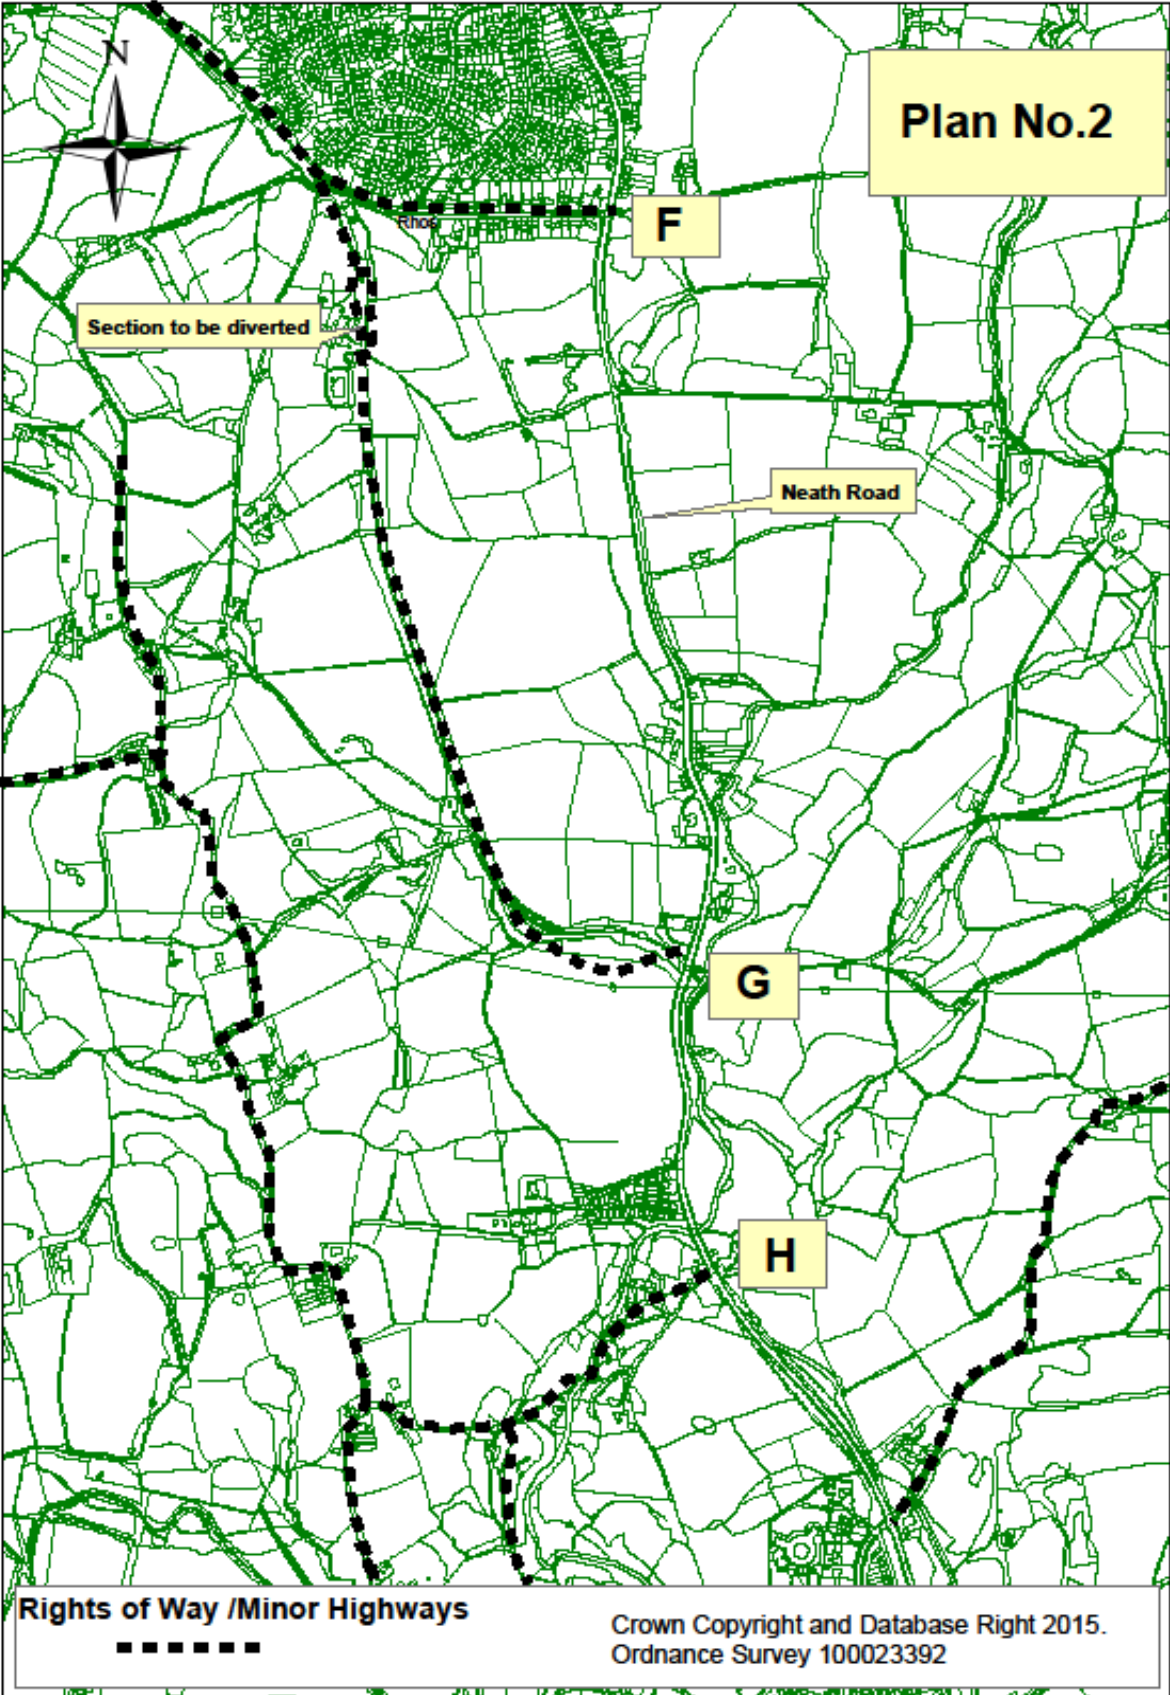 N
Plan No.2
F
Rhos
Section to be diverted
Neath Road
G
H
Rights of Way /Minor Highways
Crown Copyright and Database Right 2015.
Ordnance Survey 100023392